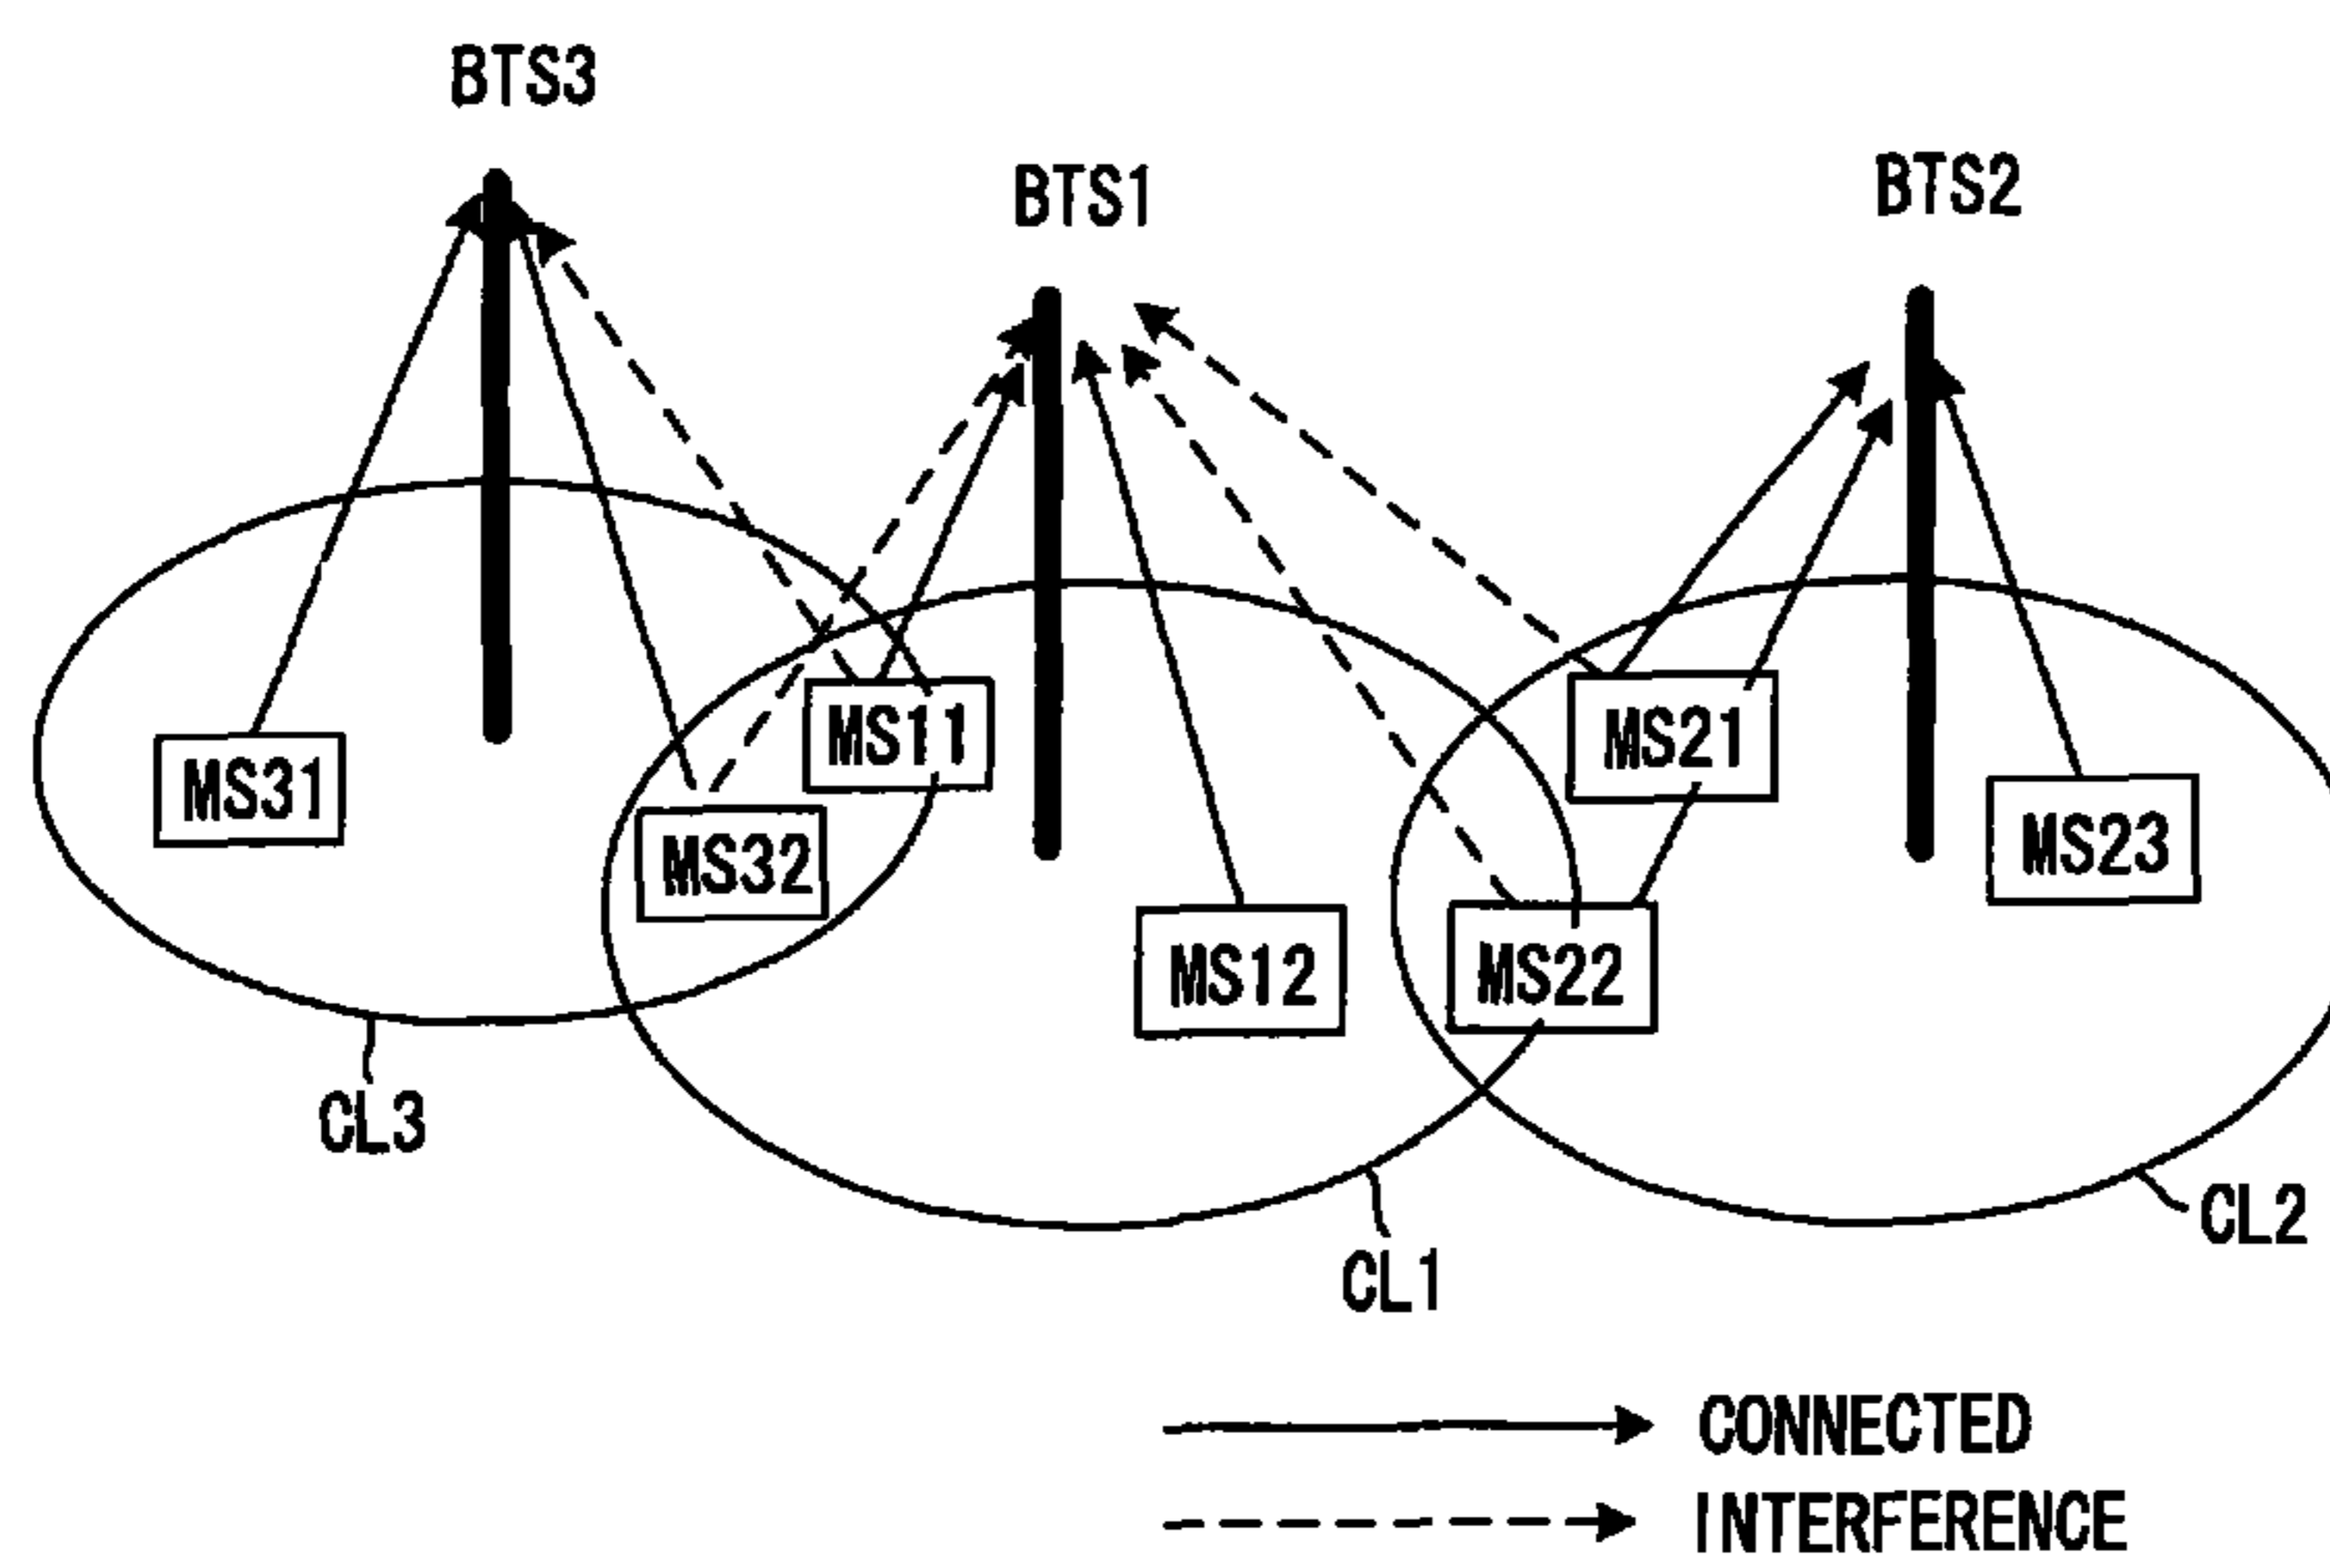 BTS3
BTS1
BTS2
MS31
MS32
MS11
MS12
MS21
MS22
MS23
CL3
CL1
CL2
CONNECTED
INTERFERENCE